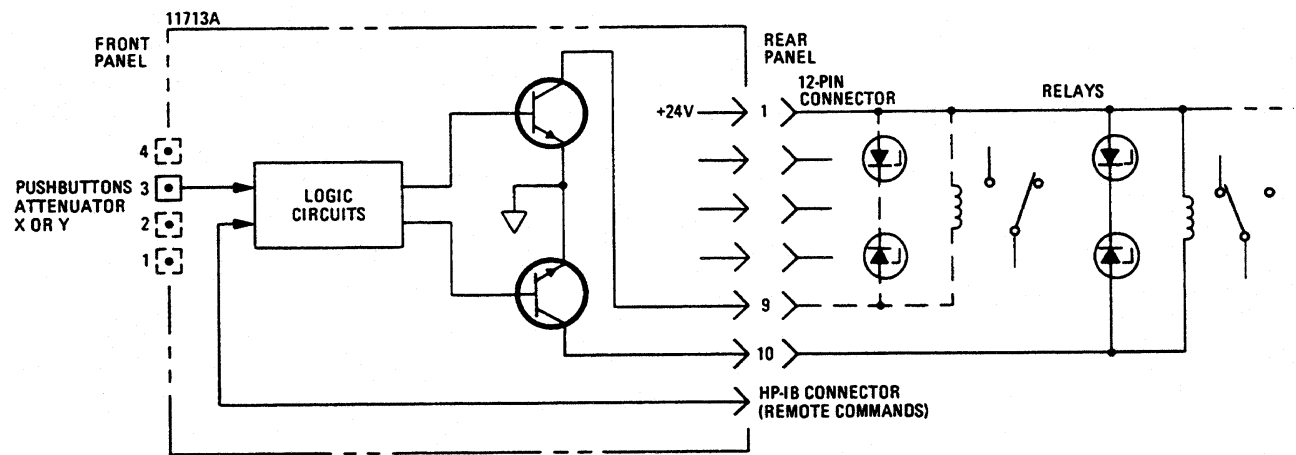 11713A
FRONT
PANEL
REAR
PANEL
12-PIN
CONNECTOR
RELAYS
+24V
1
4
PUSHBUTTONS 3
ATTENUATOR
X OR Y 2
1
LOGIC
CIRCUITS
9
10
HP-IB CONNECTOR
(REMOTE COMMANDS)